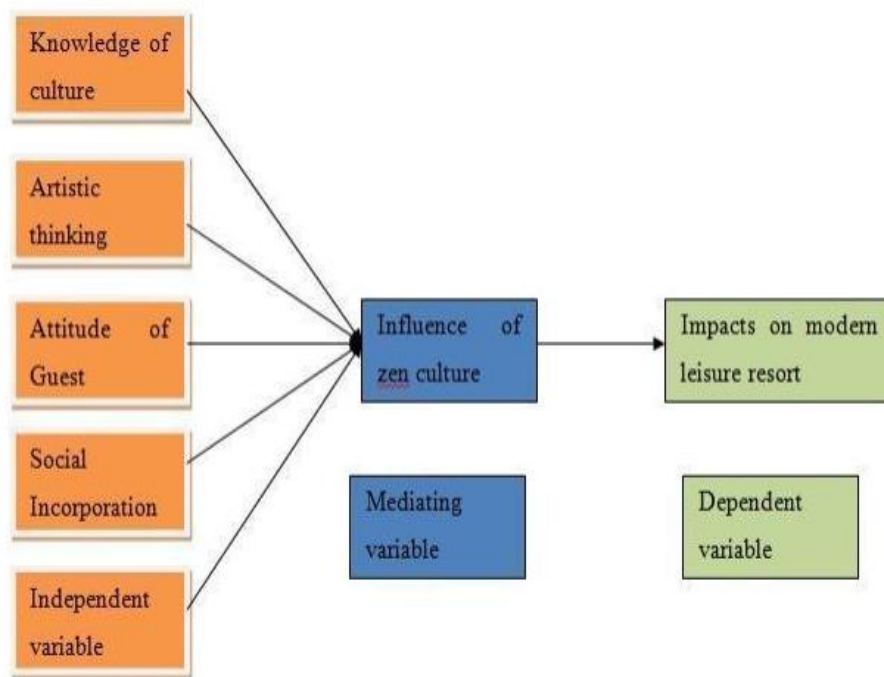 Knowledge of
culture
Artistic
thinking
Attitude of
Guest
Social
Incorporation
Independent
variable
Influence of
zen culture
Mediating
variable
Impacts on modern
leisure resort
Dependent
variable